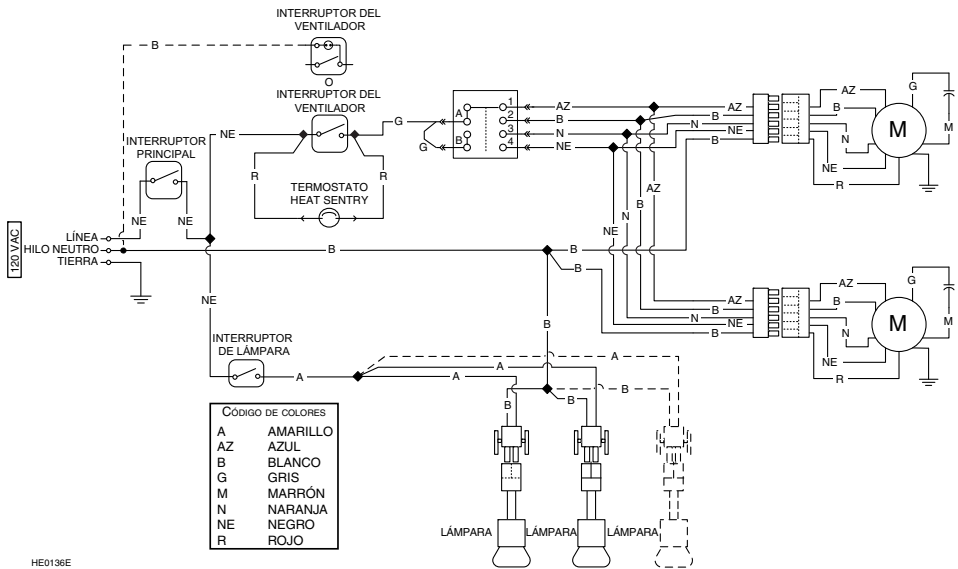 INTERRUPTOR DEL
VENTILADOR
B
O
INTERRUPTOR DEL
VENTILADOR
INTERRUPTOR
PRINCIPAL
NE
G
A
B
G
1
2
3
4
AZ
B
N
NE
AZ
B
B
NE
N
B
AZ
B
N
NE
R
M
G
M
R
R
TERMOSTATO
HEAT SENTRY
NE
NE
120 VAC
LÍNEA
HILO NEUTRO
TIERRA
B
B
B
AZ
B
N
NE
NE
B
AZ
B
N
NE
B
AZ
B
N
NE
R
M
G
M
INTERRUPTOR
DE LÁMPARA
A
A
A
A
B
B
B
CÓDIGO DE COLORES
A AMARILLO
AZ AZUL
B BLANCO
G GRIS
M MARRÓN
N NARANJA
NE NEGRO
R ROJO
LÁMPARA
LÁMPARA
LÁMPARA
HE0136E